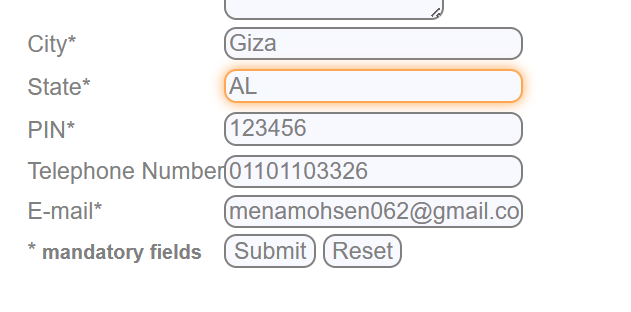 City* Giza
State* AL
PIN* 123456
Telephone Number 01101103326
E-mail* menamohsen062@gmail.co
* mandatory fields Submit Reset